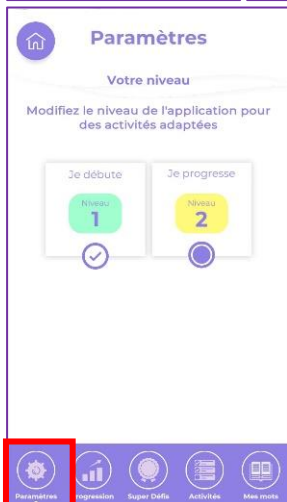 Paramètres
Votre niveau
Modifiez le niveau de l'application pour
des activités adaptées
Je débute
Je progresse
Niveau
1
Niveau
2
Paramètres
Progression
Super Défis
Activités
Mes mots